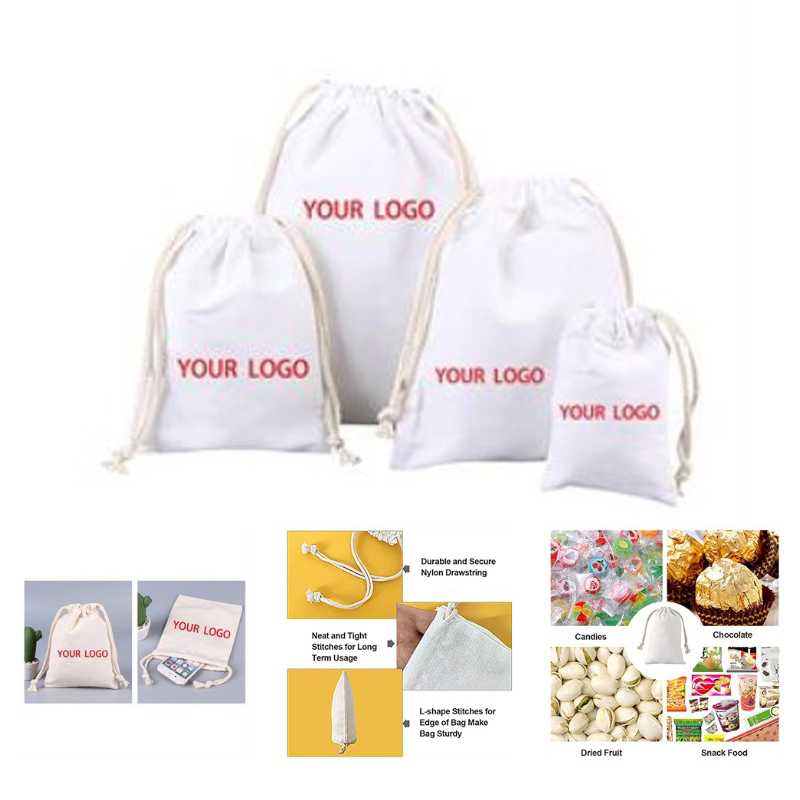 YOUR LOGO
YOUR LOGO
YOUR LOGO
YOUR LOGO
YOUR LOGO
YOUR LOGO
Durable and Secure
Nylon Drawstring
Neat and Tight
Stitches for Long
Term Usage
L-shape Stitches for
Edge of Bag Make
Bag Sturdy
Candies
Chocolate
Dried Fruit
Snack Food